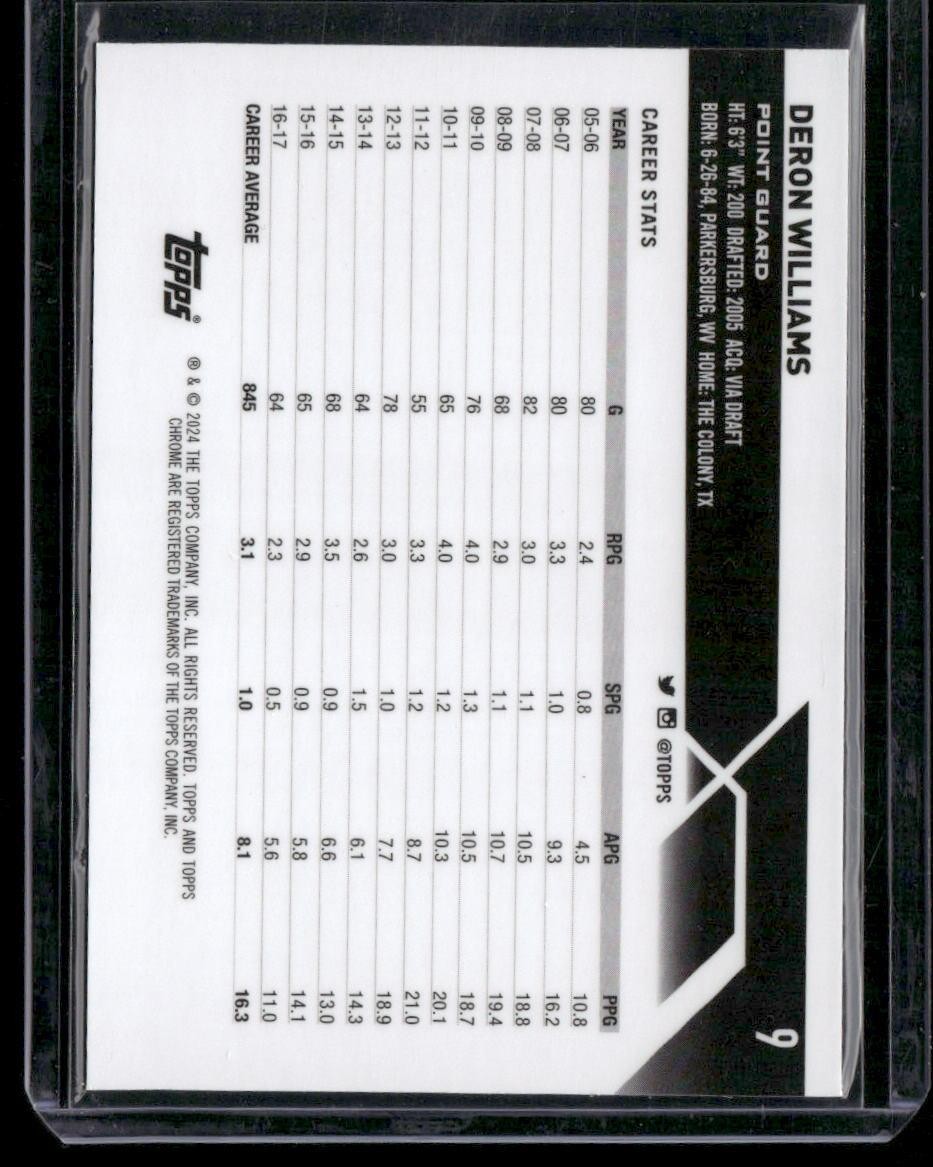 DERON WILLIAMS
9
POINT GUARD
HT: 6'3" WT: 200 DRAFTED: 2005 ACQ: VIA DRAFT
BORN: 6-26-84, PARKERSBURG, WV HOME: THE COLONY, TX
@TOPPS
CAREER STATS
YEAR G RPG SPG APG PPG
05-06 80 2.4 0.8 4.5 10.8
06-07 80 3.3 1.0 9.3 16.2
07-08 82 3.0 1.1 10.5 18.8
08-09 68 2.9 1.1 10.7 19.4
09-10 76 4.0 1.3 10.5 18.7
10-11 65 4.0 1.2 10.3 20.1
11-12 55 3.3 1.2 8.7 21.0
12-13 78 3.0 1.0 7.7 18.9
13-14 64 2.6 1.5 6.1 14.3
14-15 68 3.5 0.9 6.6 13.0
15-16 65 2.9 0.9 5.8 14.1
16-17 64 2.3 0.5 5.6 11.0
CAREER AVERAGE 845 3.1 1.0 8.1 16.3
topps®
® & © 2024 THE TOPPS COMPANY, INC. ALL RIGHTS RESERVED. TOPPS AND TOPPS
CHROME ARE REGISTERED TRADEMARKS OF THE TOPPS COMPANY, INC.